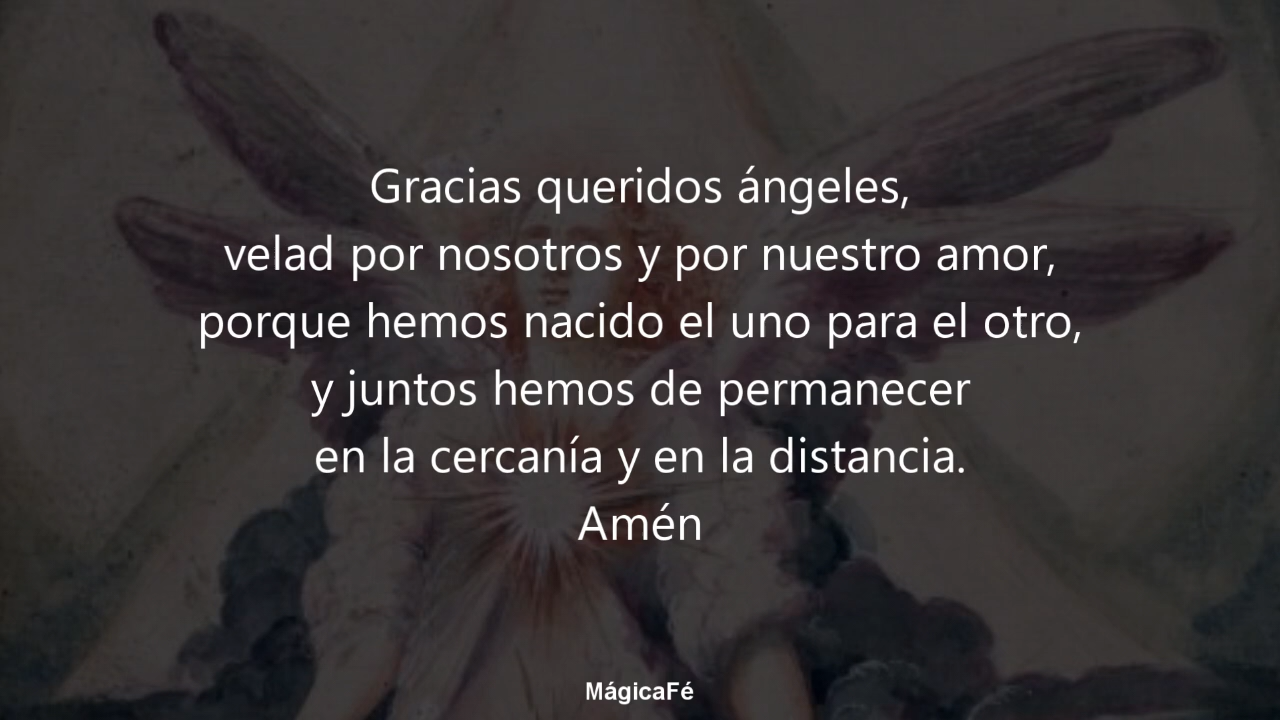 Gracias queridos ángeles,
velad por nosotros y por nuestro amor,
porque hemos nacido el uno para el otro,
y juntos hemos de permanecer
en la cercanía y en la distancia.
Amén
MágicaFé